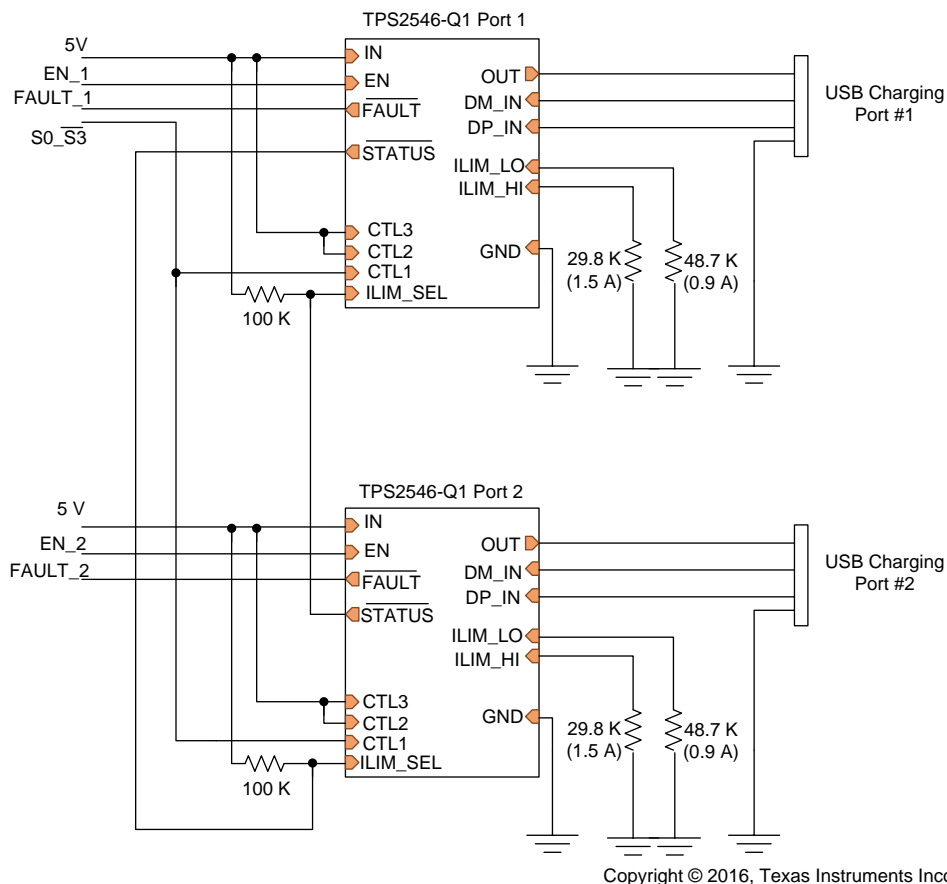 TPS2546-Q1 Port 1
5V
EN_1
FAULT_1
S0_S3
IN
EN
FAULT
STATUS
CTL3
CTL2
CTL1
ILIM_SEL
100 K
OUT
DM_IN
DP_IN
ILIM_LO
ILIM_HI
GND
29.8 K
(1.5 A)
48.7 K
(0.9 A)
USB Charging
Port #1
TPS2546-Q1 Port 2
5 V
EN_2
FAULT_2
IN
EN
FAULT
STATUS
CTL3
CTL2
CTL1
ILIM_SEL
100 K
OUT
DM_IN
DP_IN
ILIM_LO
ILIM_HI
GND
29.8 K
(1.5 A)
48.7 K
(0.9 A)
USB Charging
Port #2
Copyright © 2016, Texas Instruments Inc